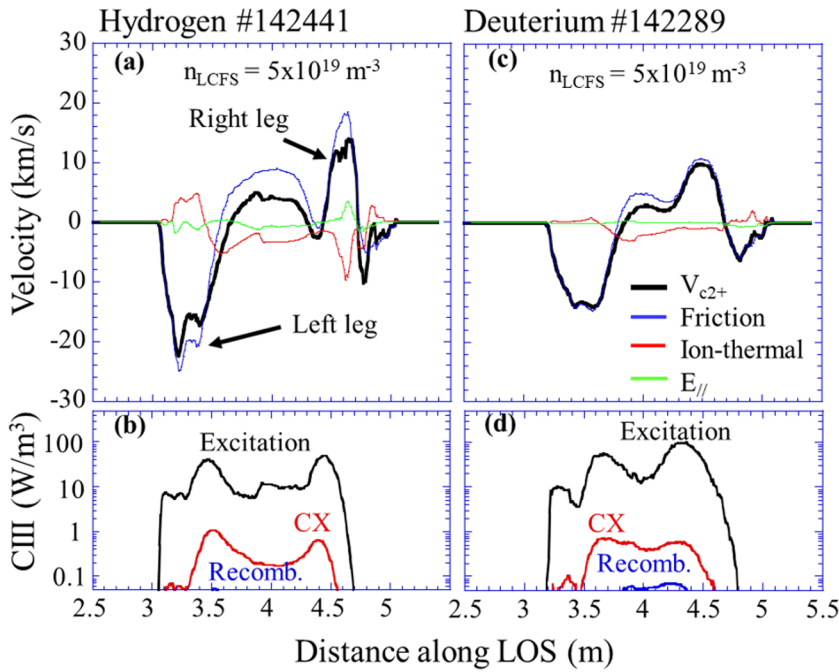 Hydrogen #142441
Deuterium #142289
30
20
10
0
-10
-20
-30
Velocity (km/s)
(a)
n_LCFS = 5x10^19 m^-3
Right leg
Left leg
(c)
n_LCFS = 5x10^19 m^-3
V_c2+
Friction
Ion-thermal
E_//
100
10
1
0.1
CIII (W/m³)
(b)
Excitation
CX
Recomb.
(d)
Excitation
CX
Recomb.
2.5 3 3.5 4 4.5 5 2.5 3 3.5 4 4.5 5 5.5
Distance along LOS (m)